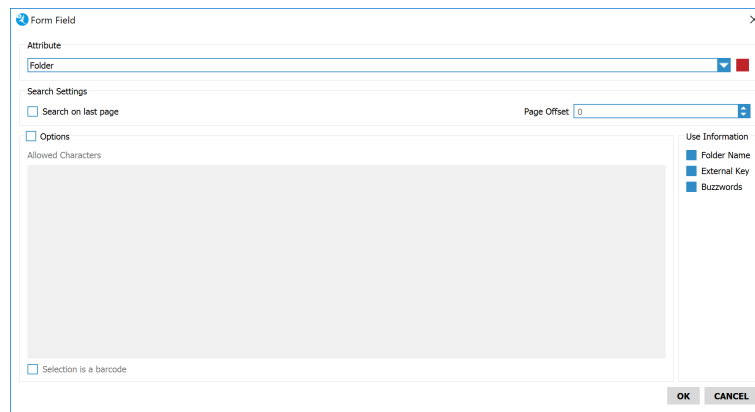 Form Field
Attribute
Folder
Search Settings
Search on last page
Page Offset 0
Options
Use Information
Allowed Characters
Folder Name
External Key
Buzzwords
Selection is a barcode
OK CANCEL